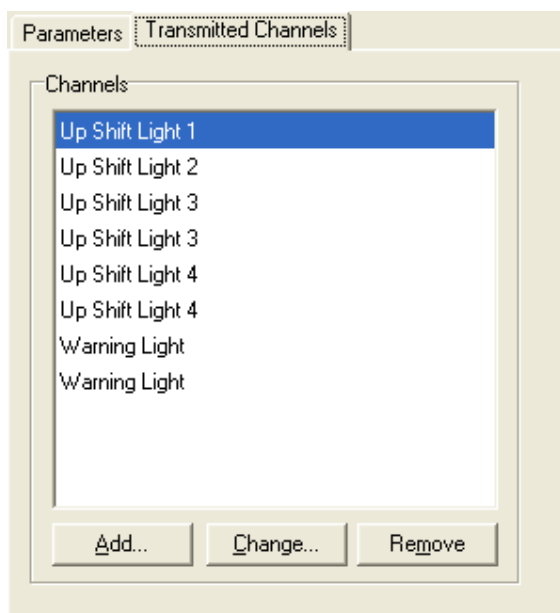 Parameters Transmitted Channels
Channels
Up Shift Light 1
Up Shift Light 2
Up Shift Light 3
Up Shift Light 3
Up Shift Light 4
Up Shift Light 4
Warning Light
Warning Light
Add... Change... Remove